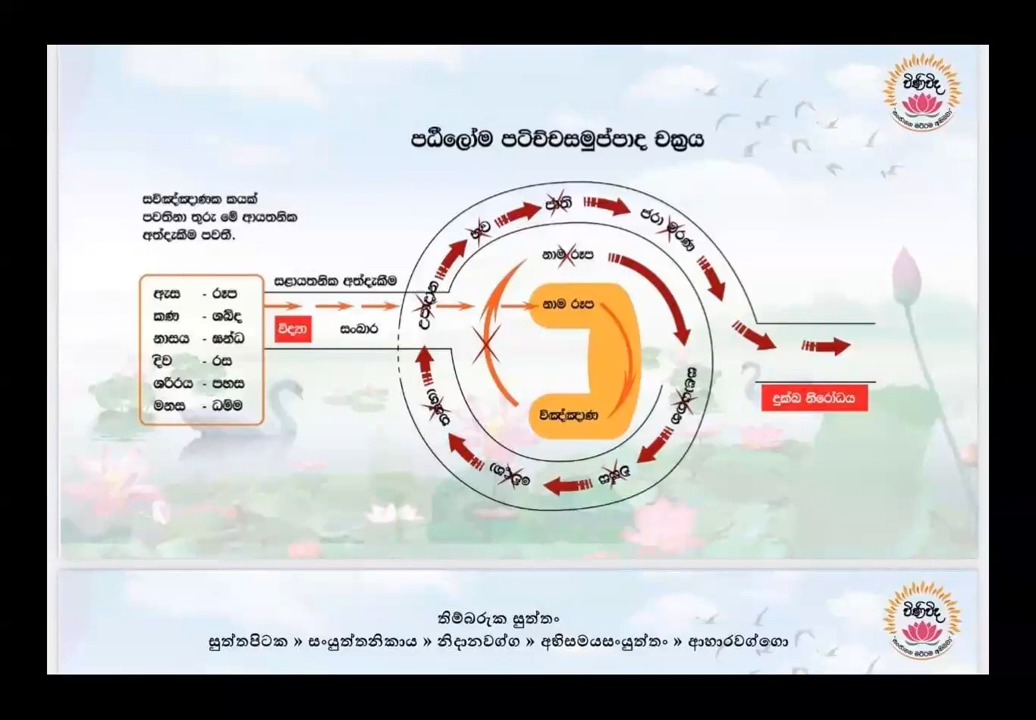 විණිවිද
පඨීලෝම පටිච්චසමුප්පාද චක්‍රය
සවිඤ්ඤාණක කයක්
පවතිනා තුරු මේ ආයතනික
අත්දැකීම පවතී.
සළායතනික අත්දැකීම
ඇස - රූප
කණ - ශබ්ද
නාසය - ඝන්ධ
දිව - රස
ශරීරය - පහස
මනස - ධම්ම
විද්‍යා
සංඛාර
උපාදාන
භව
ජාති
ජරා මරණ
නාම රූප
නාම රූප
විඤ්ඤාණ
දුක්ඛ නිරෝධය
විණිවිද
තිම්බරුක සුත්තං
සුත්තපිටක » සංයුත්තනිකාය » නිදානවග්ග » අභිසමයසංයුත්තං » ආහාරවග්ගො